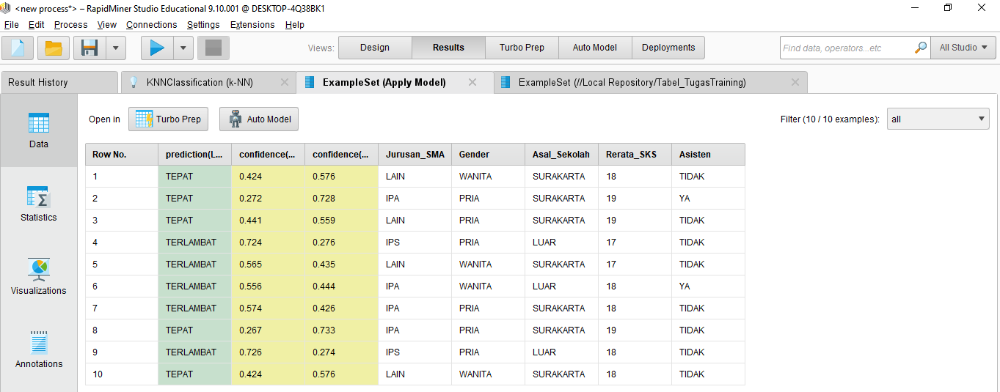 <new process*> – RapidMiner Studio Educational 9.10.001 @ DESKTOP-4Q38BK1
File Edit Process View Connections Settings Extensions Help
Views: Design Results Turbo Prep Auto Model Deployments Find data, operators...etc All Studio
Result History KNNClassification (k-NN) ExampleSet (Apply Model) ExampleSet (//Local Repository/Tabel_TugasTraining)
Data
Statistics
Visualizations
Annotations
Open in Turbo Prep Auto Model Filter (10 / 10 examples): all
Row No. prediction(L... confidence(... confidence(... Jurusan_SMA Gender Asal_Sekolah Rerata_SKS Asisten
1 TEPAT 0.424 0.576 LAIN WANITA SURAKARTA 18 TIDAK
2 TEPAT 0.272 0.728 IPA PRIA SURAKARTA 19 YA
3 TEPAT 0.441 0.559 LAIN PRIA SURAKARTA 19 TIDAK
4 TERLAMBAT 0.724 0.276 IPS PRIA LUAR 17 TIDAK
5 TERLAMBAT 0.565 0.435 LAIN WANITA SURAKARTA 17 TIDAK
6 TERLAMBAT 0.556 0.444 IPA WANITA LUAR 18 YA
7 TERLAMBAT 0.574 0.426 IPA PRIA SURAKARTA 18 TIDAK
8 TEPAT 0.267 0.733 IPA PRIA SURAKARTA 19 TIDAK
9 TERLAMBAT 0.726 0.274 IPS PRIA LUAR 18 TIDAK
10 TEPAT 0.424 0.576 LAIN WANITA SURAKARTA 18 TIDAK